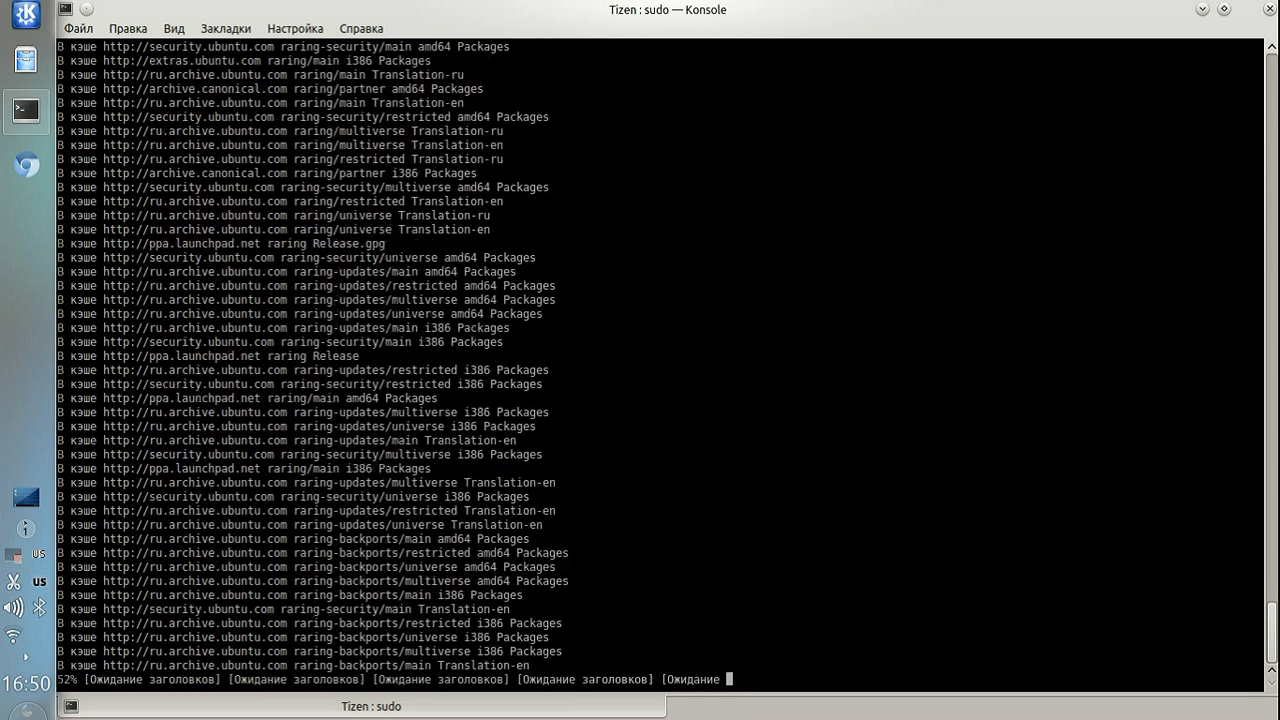 Tizen : sudo — Konsole
Файл Правка Вид Закладки Настройка Справка
В кэше http://security.ubuntu.com raring-security/main amd64 Packages
В кэше http://extras.ubuntu.com raring/main i386 Packages
В кэше http://ru.archive.ubuntu.com raring/main Translation-ru
В кэше http://archive.canonical.com raring/partner amd64 Packages
В кэше http://ru.archive.ubuntu.com raring/main Translation-en
В кэше http://security.ubuntu.com raring-security/restricted amd64 Packages
В кэше http://ru.archive.ubuntu.com raring/multiverse Translation-ru
В кэше http://ru.archive.ubuntu.com raring/multiverse Translation-en
В кэше http://ru.archive.ubuntu.com raring/restricted Translation-ru
В кэше http://archive.canonical.com raring/partner i386 Packages
В кэше http://security.ubuntu.com raring-security/multiverse amd64 Packages
В кэше http://ru.archive.ubuntu.com raring/restricted Translation-en
В кэше http://ru.archive.ubuntu.com raring/universe Translation-ru
В кэше http://ru.archive.ubuntu.com raring/universe Translation-en
В кэше http://ppa.launchpad.net raring Release.gpg
В кэше http://security.ubuntu.com raring-security/universe amd64 Packages
В кэше http://ru.archive.ubuntu.com raring-updates/main amd64 Packages
В кэше http://ru.archive.ubuntu.com raring-updates/restricted amd64 Packages
В кэше http://ru.archive.ubuntu.com raring-updates/multiverse amd64 Packages
В кэше http://ru.archive.ubuntu.com raring-updates/universe amd64 Packages
В кэше http://ru.archive.ubuntu.com raring-updates/main i386 Packages
В кэше http://security.ubuntu.com raring-security/main i386 Packages
В кэше http://ppa.launchpad.net raring Release
В кэше http://ru.archive.ubuntu.com raring-updates/restricted i386 Packages
В кэше http://security.ubuntu.com raring-security/restricted i386 Packages
В кэше http://ppa.launchpad.net raring/main amd64 Packages
В кэше http://ru.archive.ubuntu.com raring-updates/multiverse i386 Packages
В кэше http://ru.archive.ubuntu.com raring-updates/universe i386 Packages
В кэше http://ru.archive.ubuntu.com raring-updates/main Translation-en
В кэше http://security.ubuntu.com raring-security/multiverse i386 Packages
В кэше http://ppa.launchpad.net raring/main i386 Packages
В кэше http://ru.archive.ubuntu.com raring-updates/multiverse Translation-en
В кэше http://security.ubuntu.com raring-security/universe i386 Packages
В кэше http://ru.archive.ubuntu.com raring-updates/restricted Translation-en
В кэше http://ru.archive.ubuntu.com raring-updates/universe Translation-en
В кэше http://ru.archive.ubuntu.com raring-backports/main amd64 Packages
В кэше http://ru.archive.ubuntu.com raring-backports/restricted amd64 Packages
В кэше http://ru.archive.ubuntu.com raring-backports/universe amd64 Packages
В кэше http://ru.archive.ubuntu.com raring-backports/multiverse amd64 Packages
В кэше http://ru.archive.ubuntu.com raring-backports/main i386 Packages
В кэше http://security.ubuntu.com raring-security/main Translation-en
В кэше http://ru.archive.ubuntu.com raring-backports/restricted i386 Packages
В кэше http://ru.archive.ubuntu.com raring-backports/universe i386 Packages
В кэше http://ru.archive.ubuntu.com raring-backports/multiverse i386 Packages
В кэше http://ru.archive.ubuntu.com raring-backports/main Translation-en
52% [Ожидание заголовков] [Ожидание заголовков] [Ожидание заголовков] [Ожидание заголовков] [Ожидание
Tizen : sudo
1
US
us
16:50